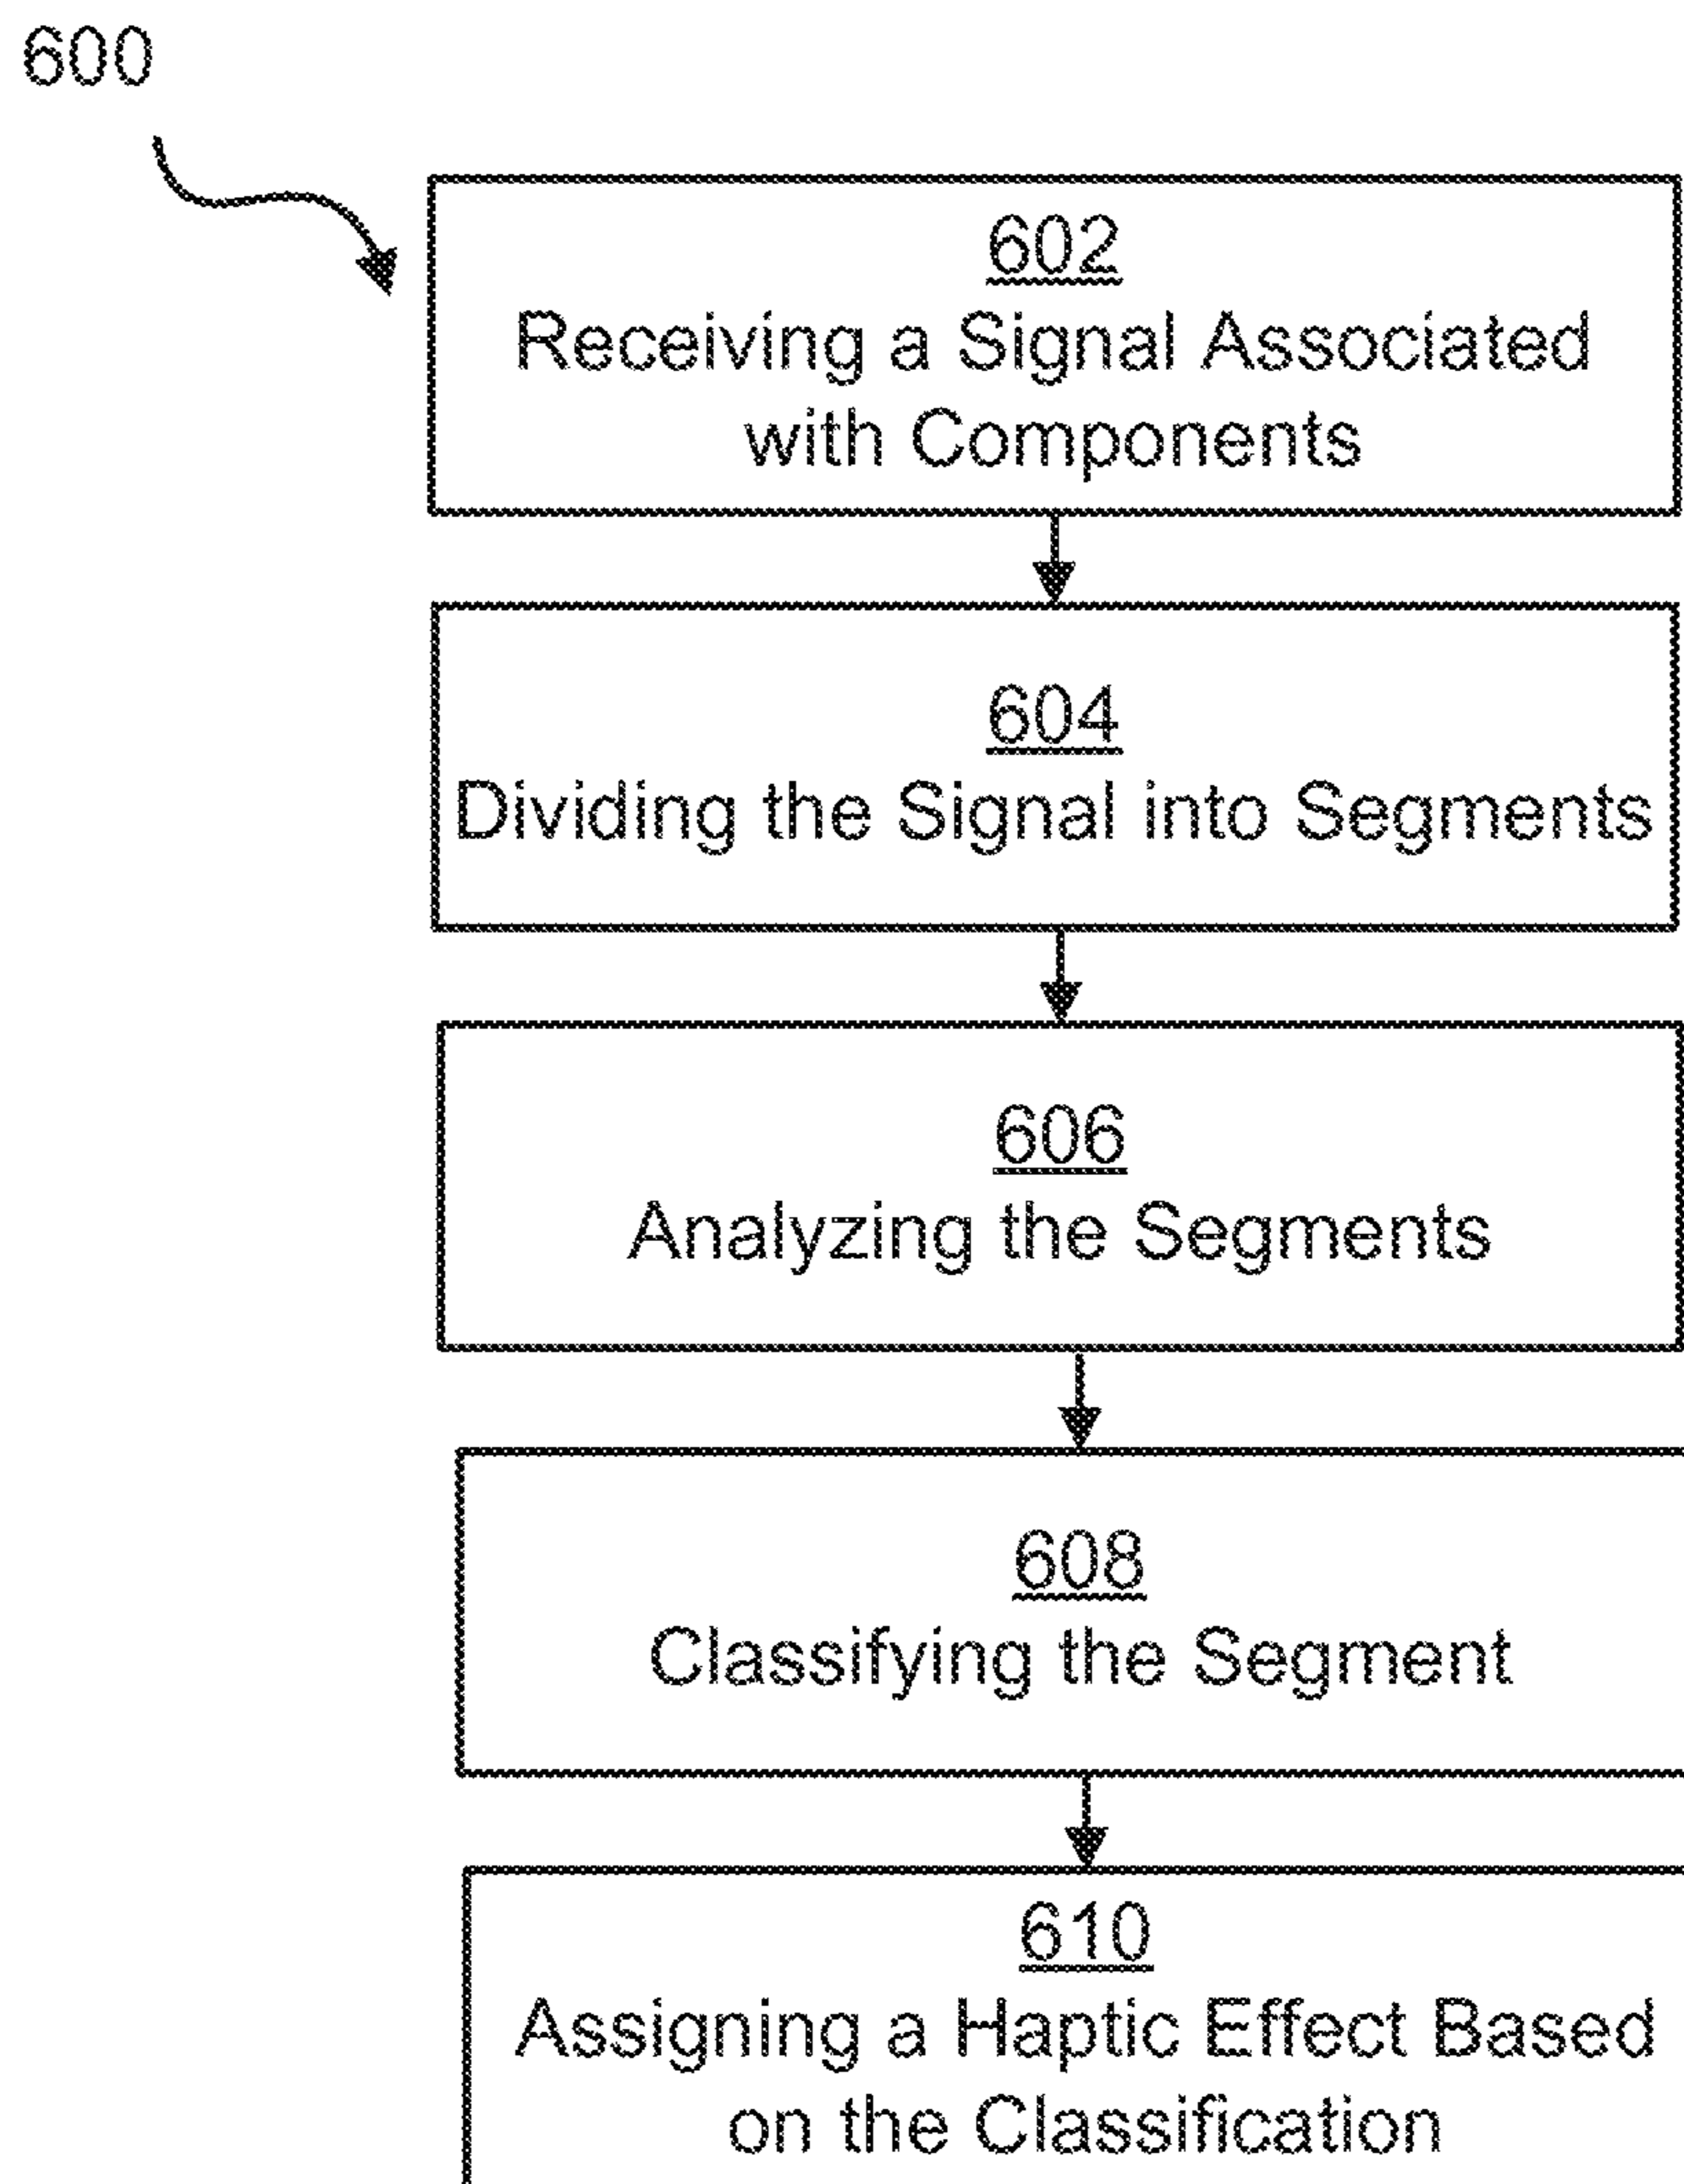 600
602
Receiving a Signal Associated
with Components
604
Dividing the Signal into Segments
606
Analyzing the Segments
608
Classifying the Segment
610
Assigning a Haptic Effect Based
on the Classification